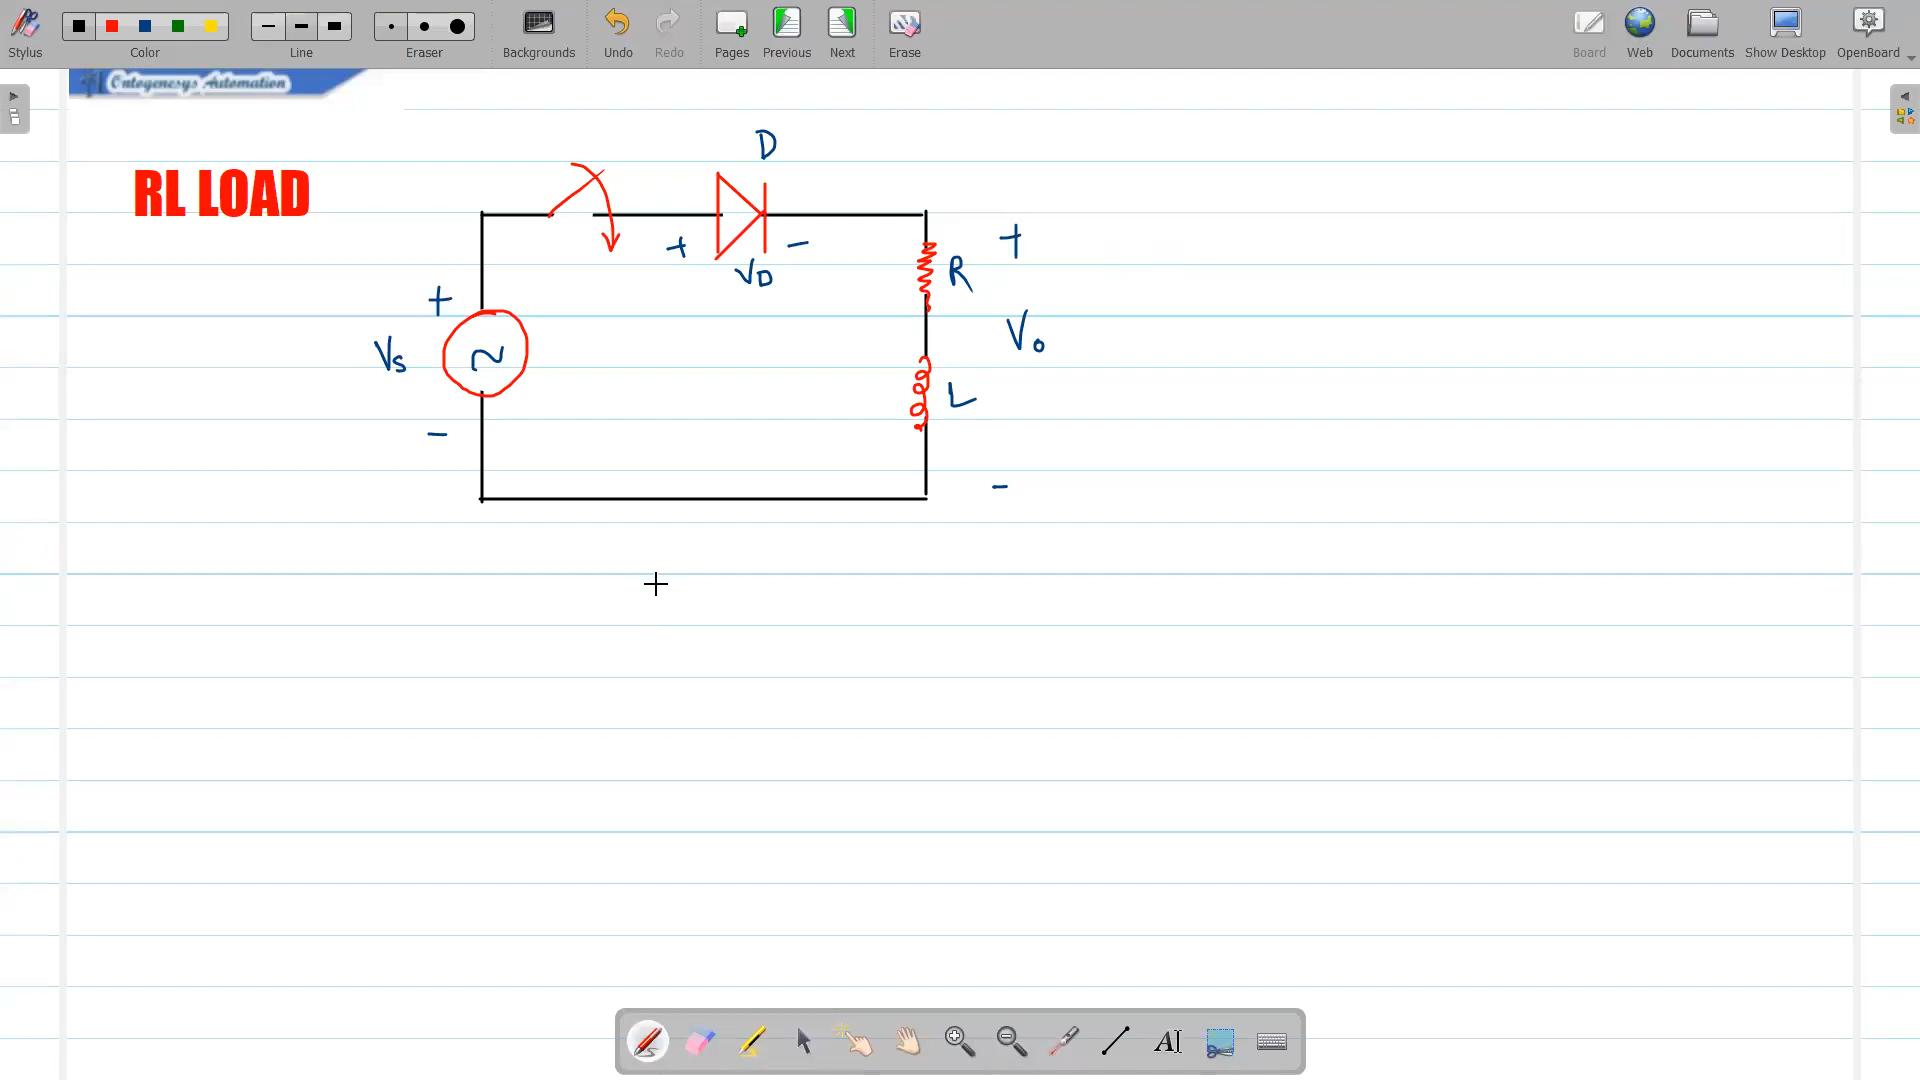 Stylus
Color
Line
Eraser
Backgrounds
Undo
Redo
Pages
Previous
Next
Erase
Board
Web
Documents
Show Desktop
OpenBoard
Ontogenesys Automation
RL LOAD
D
+ VD -
R
+
Vo
-
L
+
Vs
~
-
A